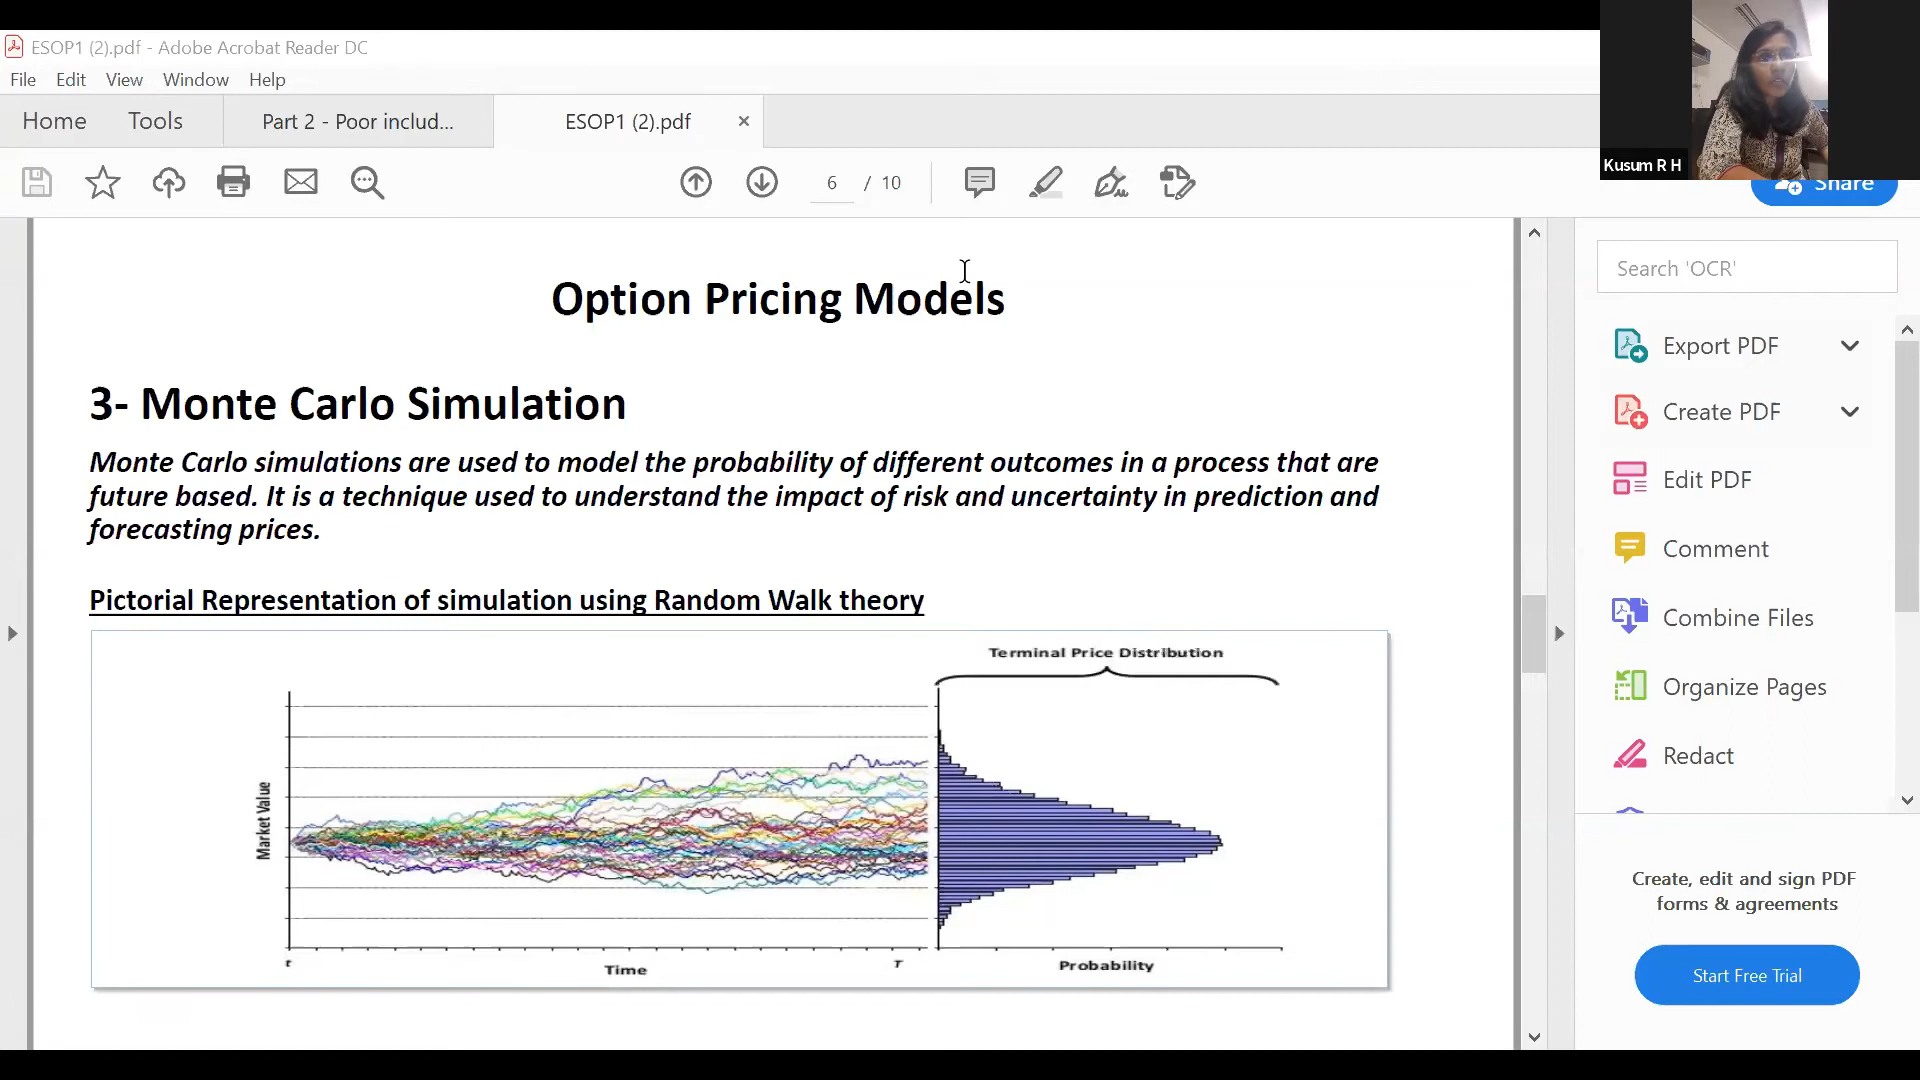 ESOP1 (2).pdf - Adobe Acrobat Reader DC
File Edit View Window Help
Home Tools Part 2 - Poor includ... ESOP1 (2).pdf ×
6 / 10
Kusum R H
Share
Search 'OCR'
Option Pricing Models
3- Monte Carlo Simulation
Monte Carlo simulations are used to model the probability of different outcomes in a process that are
future based. It is a technique used to understand the impact of risk and uncertainty in prediction and
forecasting prices.
Pictorial Representation of simulation using Random Walk theory
Terminal Price Distribution
Market Value
t
Time
T
Probability
Export PDF
Create PDF
Edit PDF
Comment
Combine Files
Organize Pages
Redact
Create, edit and sign PDF
forms & agreements
Start Free Trial